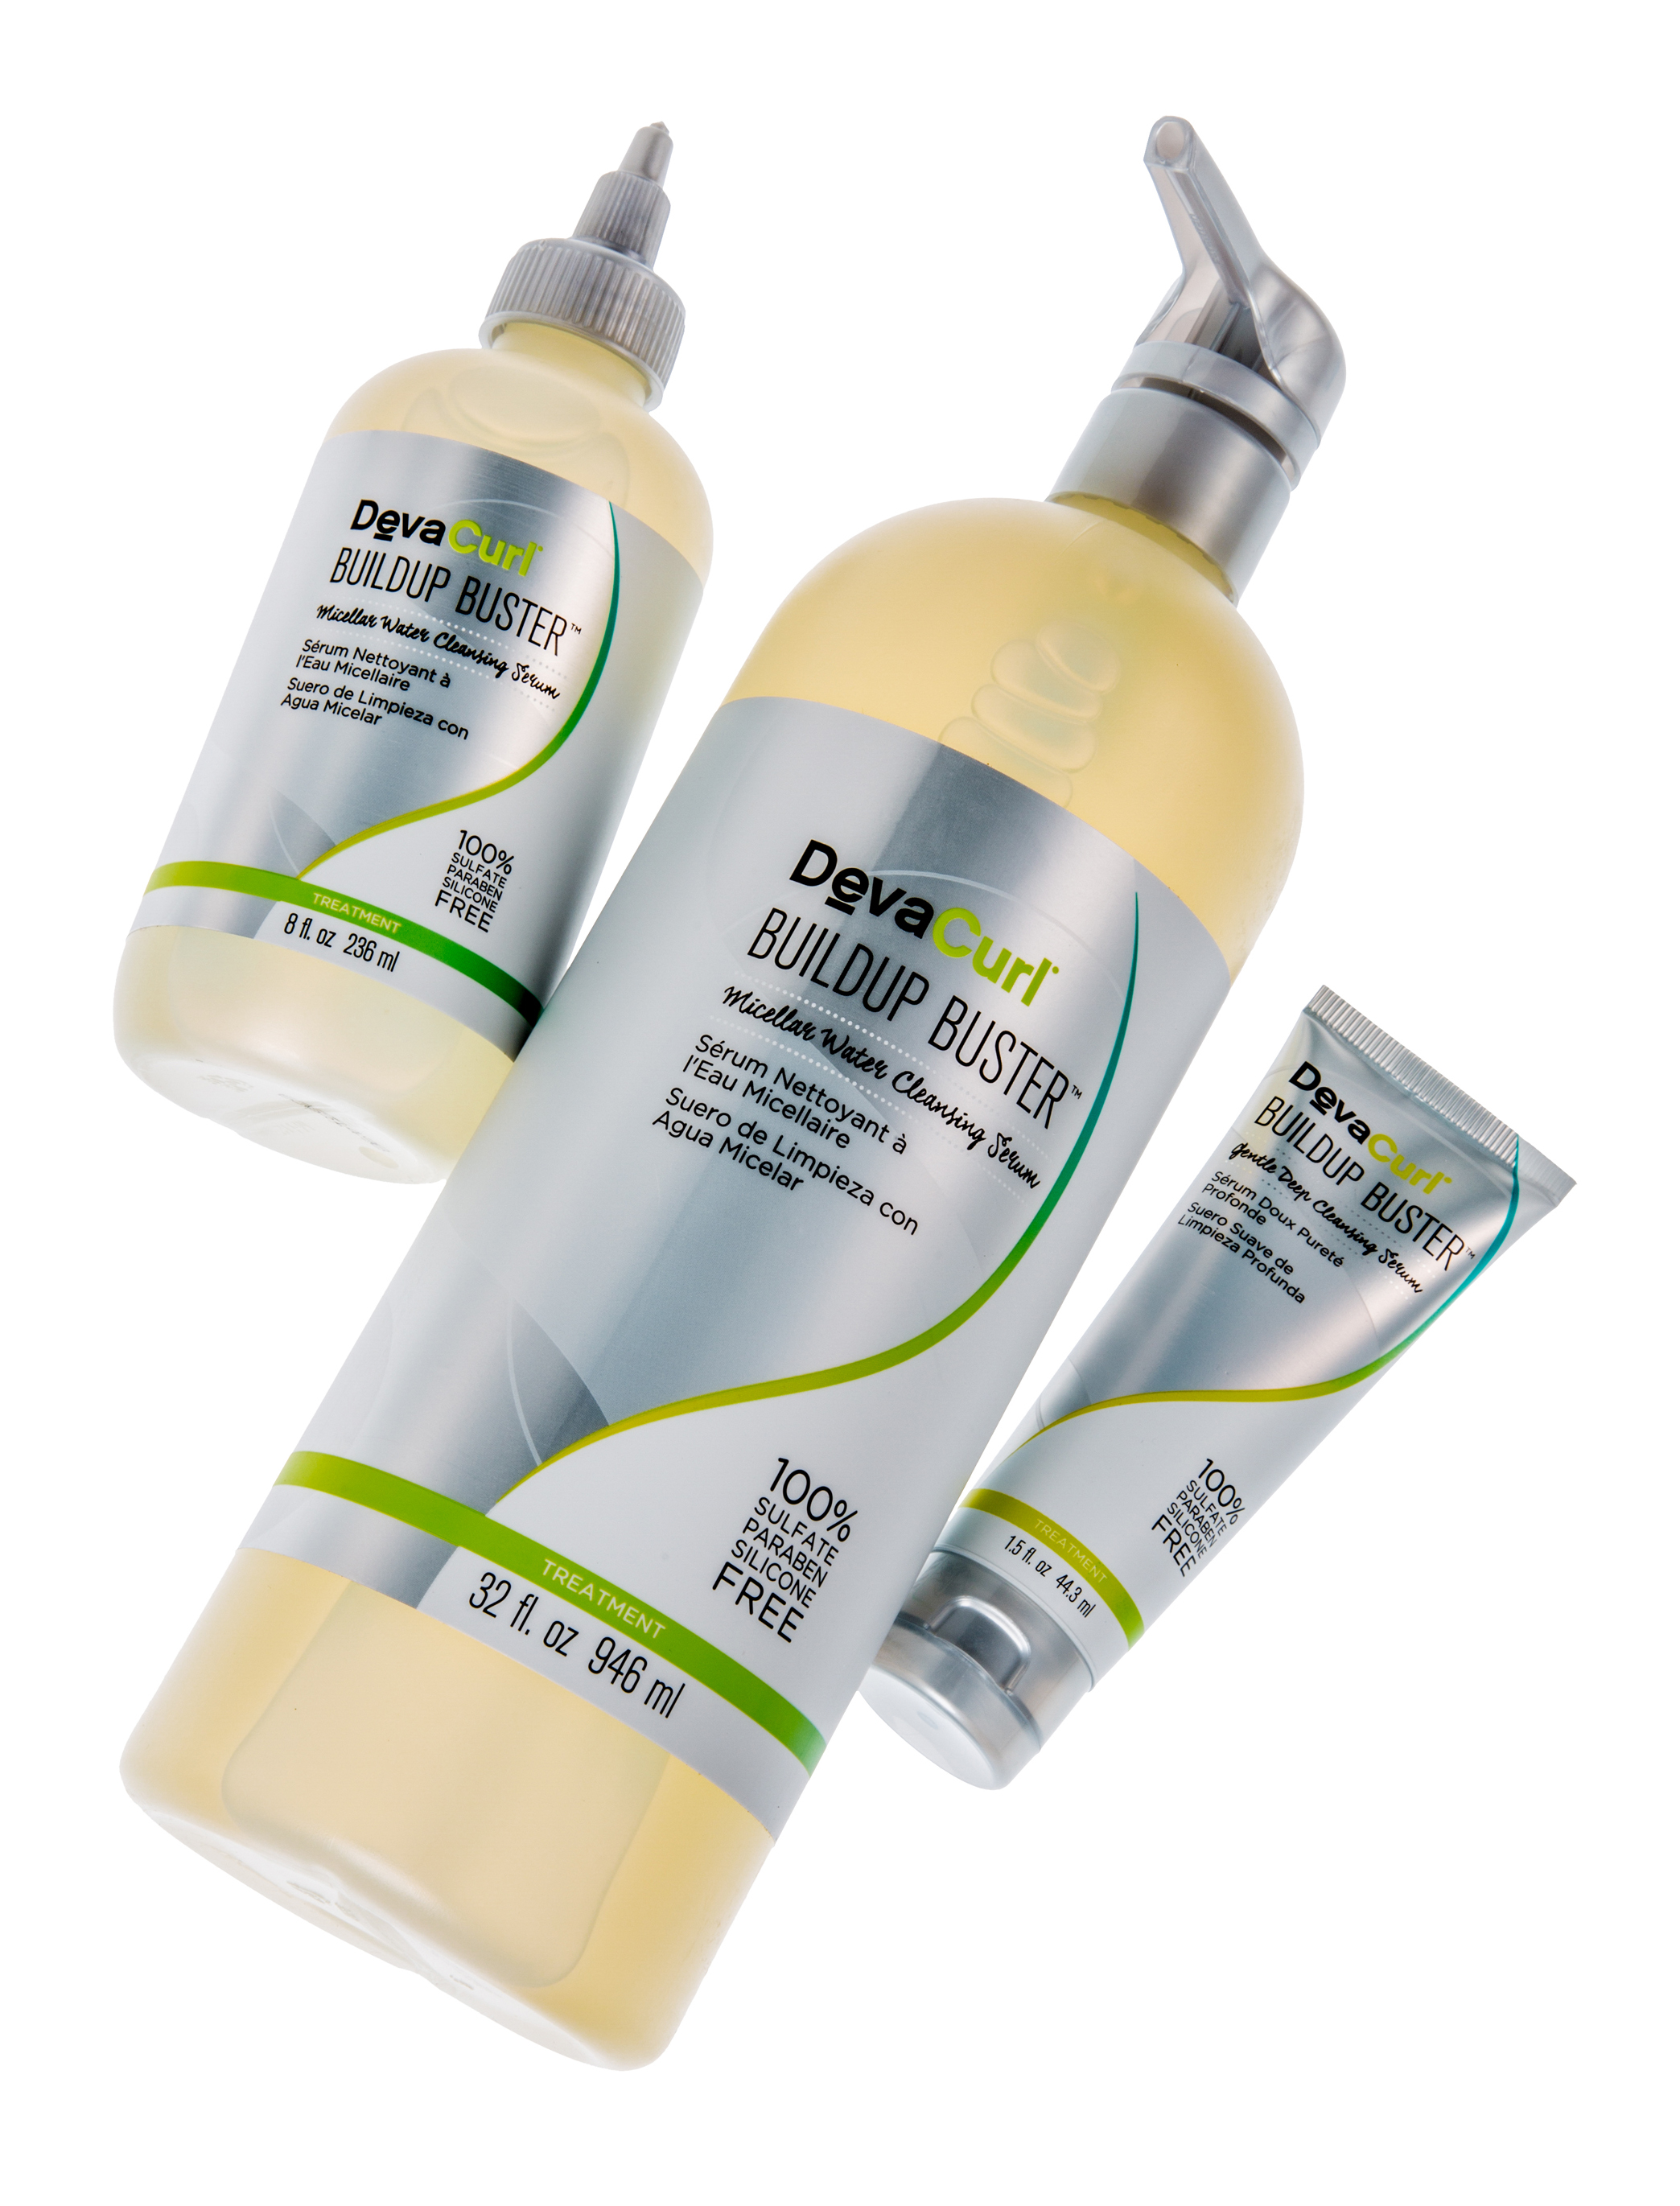 DevaCurl
BUILDUP BUSTER™
Micellar Water Cleansing Serum
Sérum Nettoyant à
l'Eau Micellaire
Suero de Limpieza con
Agua Micelar
100%
SULFATE
PARABEN
SILICONE
FREE
TREATMENT
8 fl. oz 236 ml
DevaCurl
BUILDUP BUSTER™
Micellar Water Cleansing Serum
Sérum Nettoyant à
l'Eau Micellaire
Suero de Limpieza con
Agua Micelar
100%
SULFATE
PARABEN
SILICONE
FREE
TREATMENT
32 fl. oz 946 ml
DevaCurl
BUILDUP BUSTER™
Gentle Deep Cleansing Serum
Sérum Doux Pureté
Profonde
Suero Suave de
Limpieza Profunda
100%
SULFATE
PARABEN
SILICONE
FREE
TREATMENT
1.5 fl. oz 44.3 ml